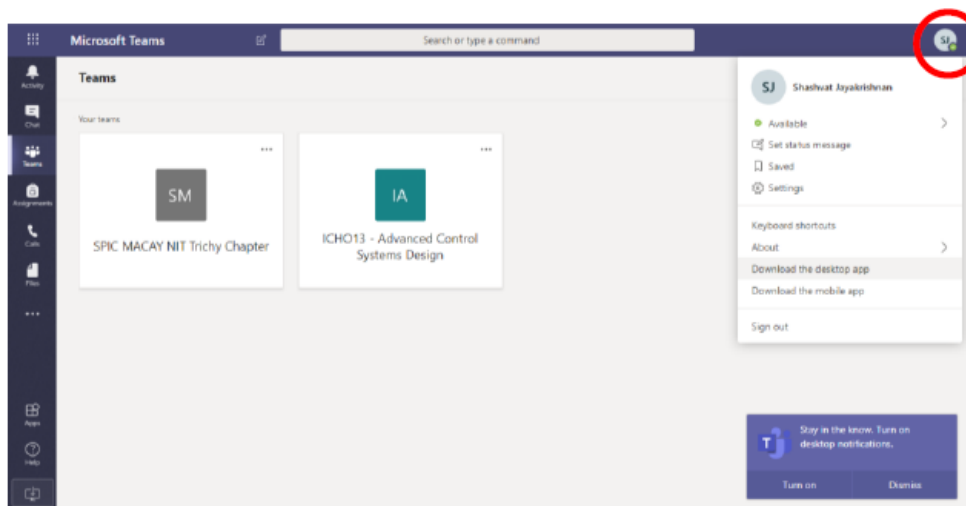 Microsoft Teams
Search or type a command
SJ
Activity
Chat
Teams
Assignments
Calls
Files
Apps
Help
Teams
Your teams
SM
SPIC MACAY NIT Trichy Chapter
IA
ICHO13 - Advanced Control
Systems Design
SJ
Shashwat Jayakrishnan
Available
Set status message
Saved
Settings
Keyboard shortcuts
About
Download the desktop app
Download the mobile app
Sign out
T
Stay in the know. Turn on
desktop notifications.
Turn on
Dismiss